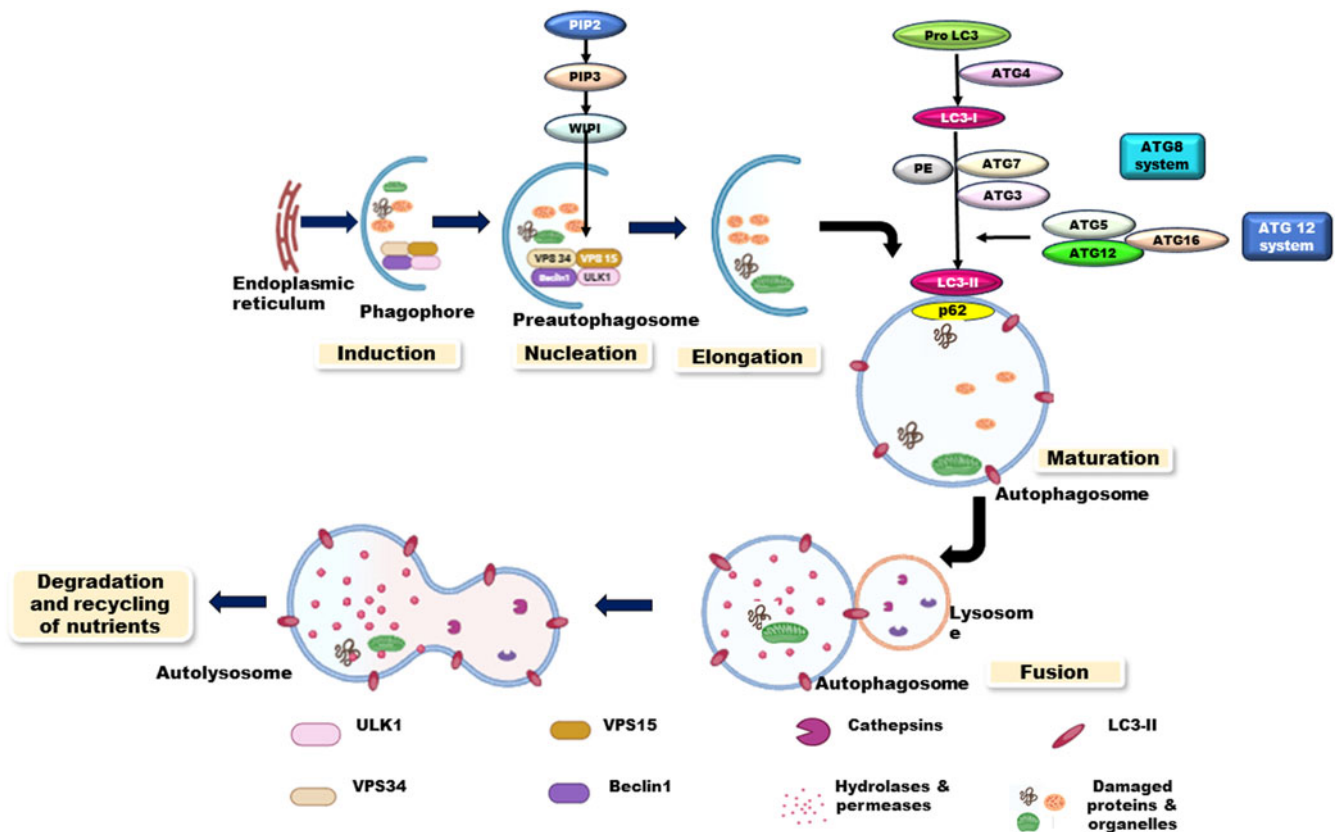 PIP2
PIP3
WIPI
Pro LC3
ATG4
LC3-I
PE
ATG7
ATG3
ATG8
system
ATG5
ATG12
ATG16
ATG 12
system
Endoplasmic
reticulum
Phagophore
VPS 34
VPS 15
Beclin1
ULK1
Preautophagosome
Induction
Nucleation
Elongation
LC3-II
p62
Maturation
Autophagosome
Degradation
and recycling
of nutrients
Autolysosome
Autophagosome
Lysosom
e
Fusion
ULK1
VPS15
Cathepsins
LC3-II
VPS34
Beclin1
Hydrolases &
permeases
Damaged
proteins &
organelles